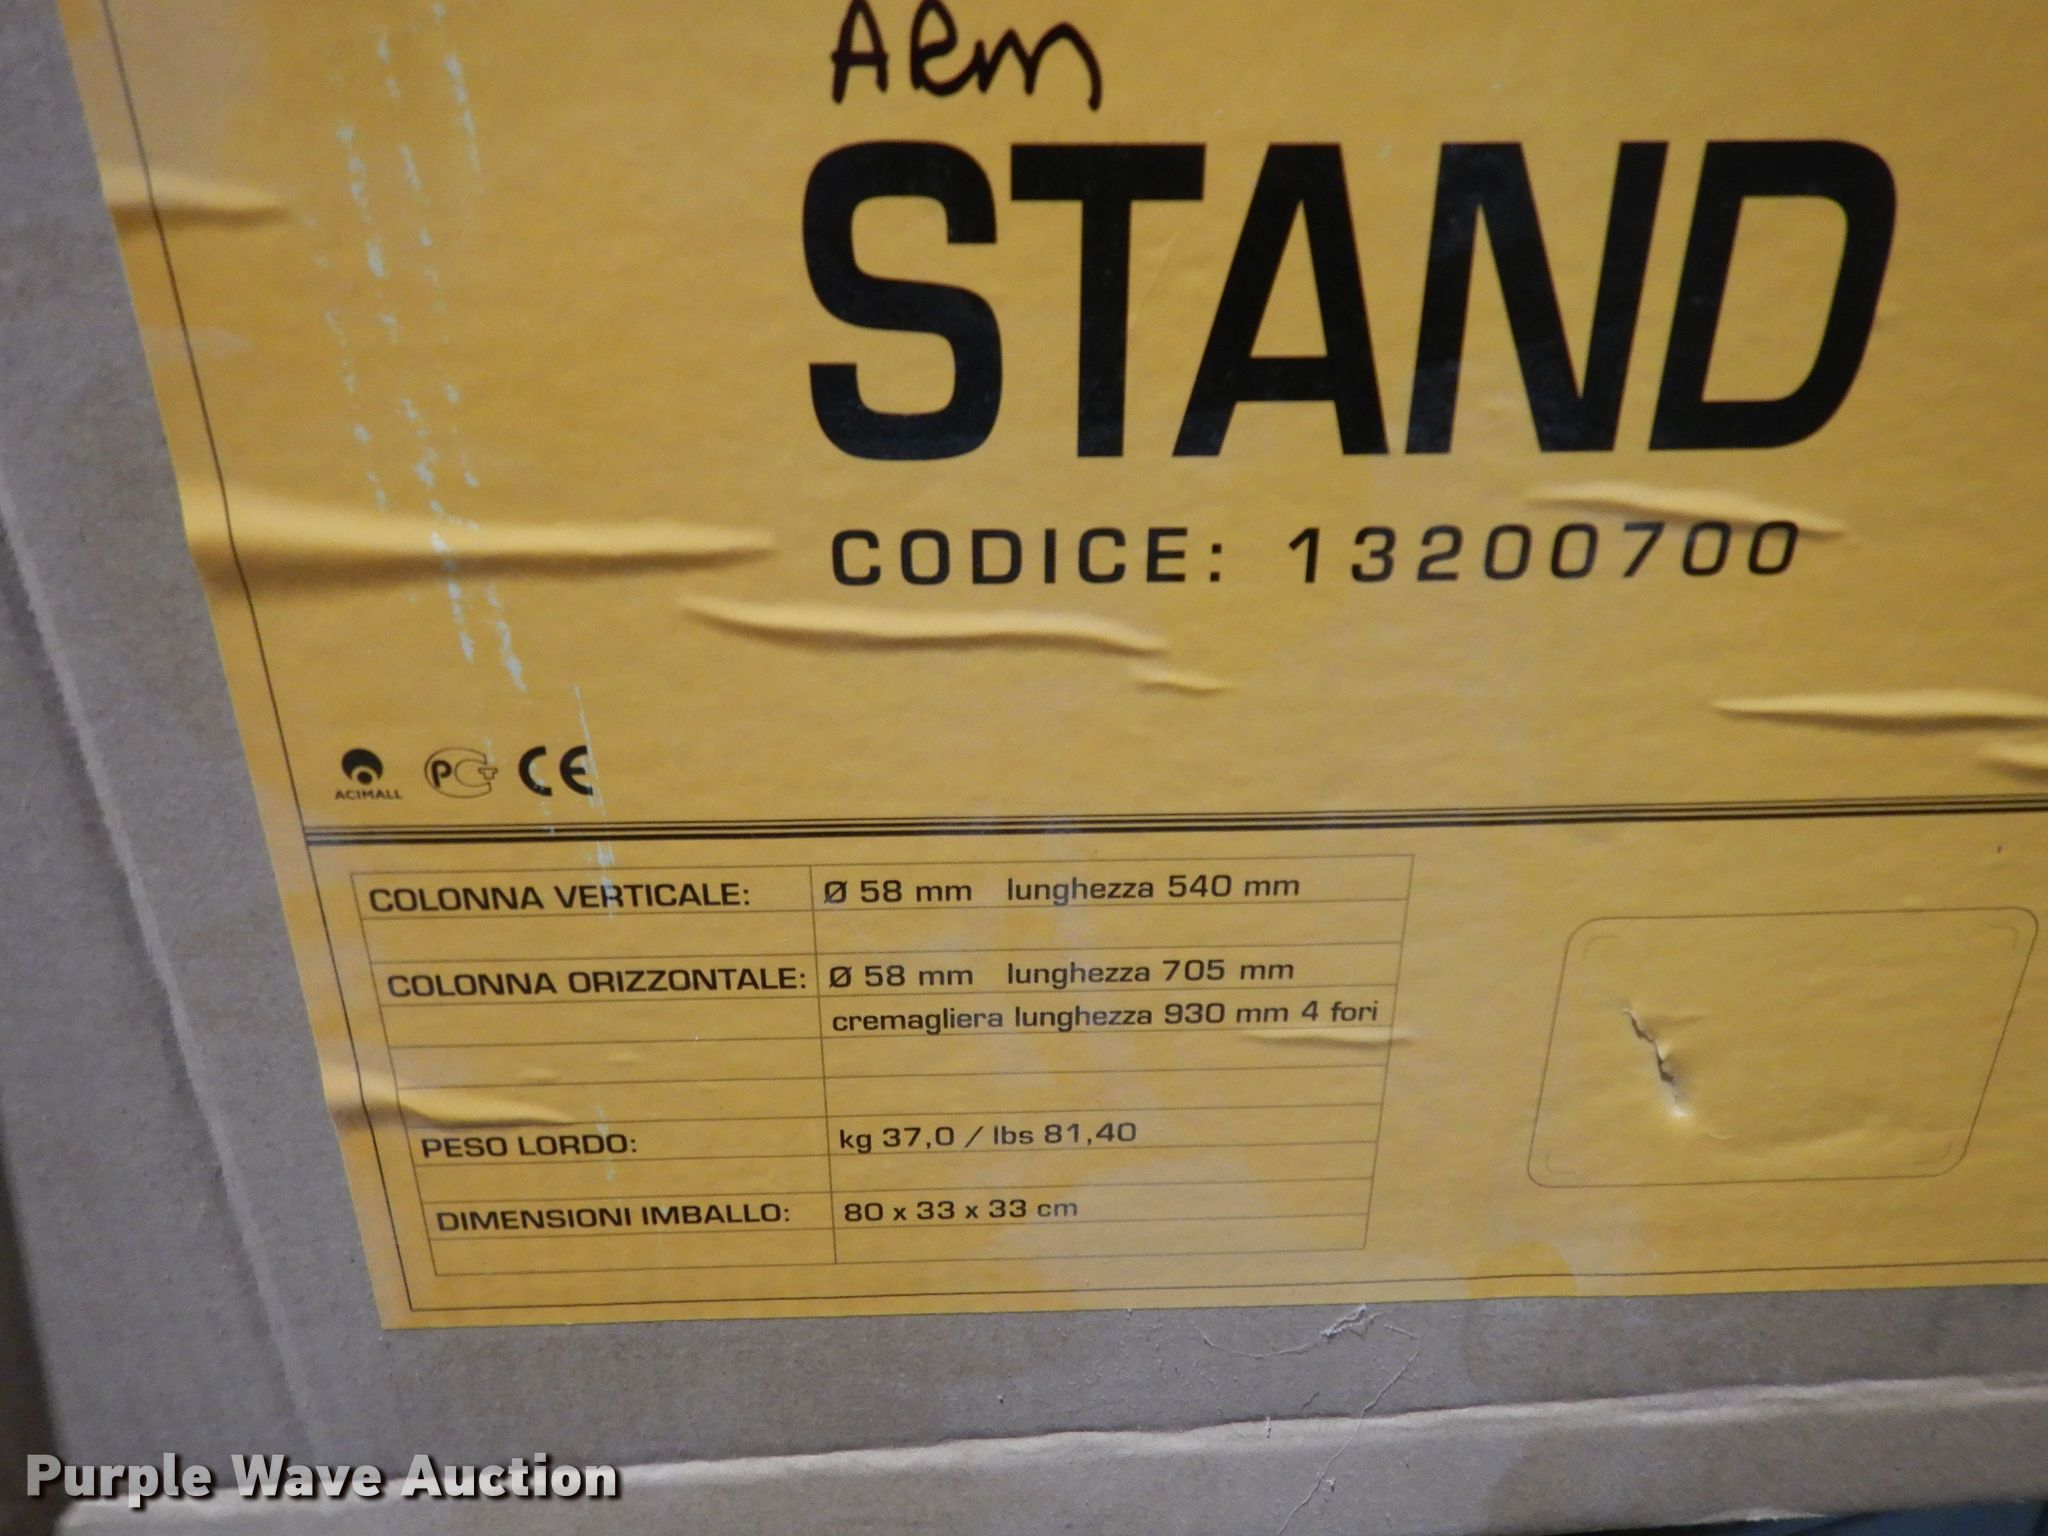 ARM
STAND
CODICE: 13200700
ACIMALL PCT CE
COLONNA VERTICALE: Ø 58 mm lunghezza 540 mm
COLONNA ORIZZONTALE: Ø 58 mm lunghezza 705 mm
cremagliera lunghezza 930 mm 4 fori
PESO LORDO: kg 37,0 / lbs 81,40
DIMENSIONI IMBALLO: 80 x 33 x 33 cm
Purple Wave Auction